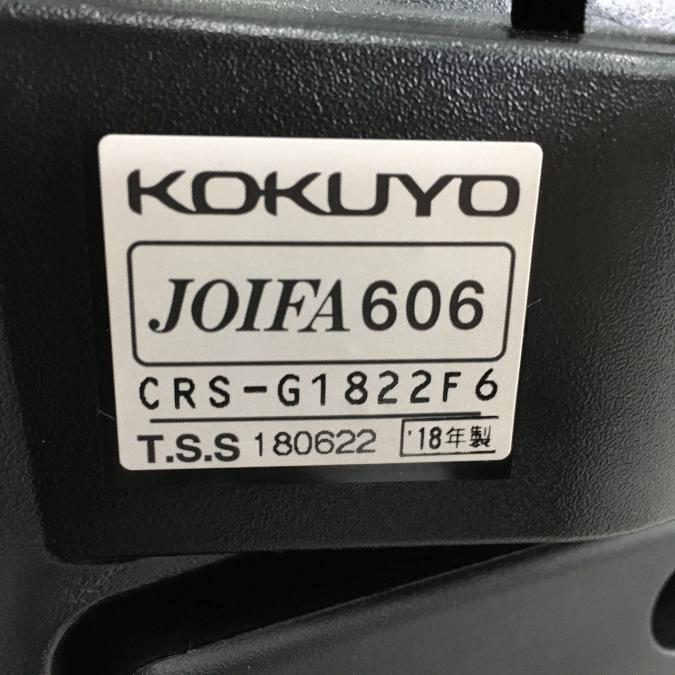 KOKUYO
JOIFA 606
CRS-G1822F6
T.S.S 180622 '18年製